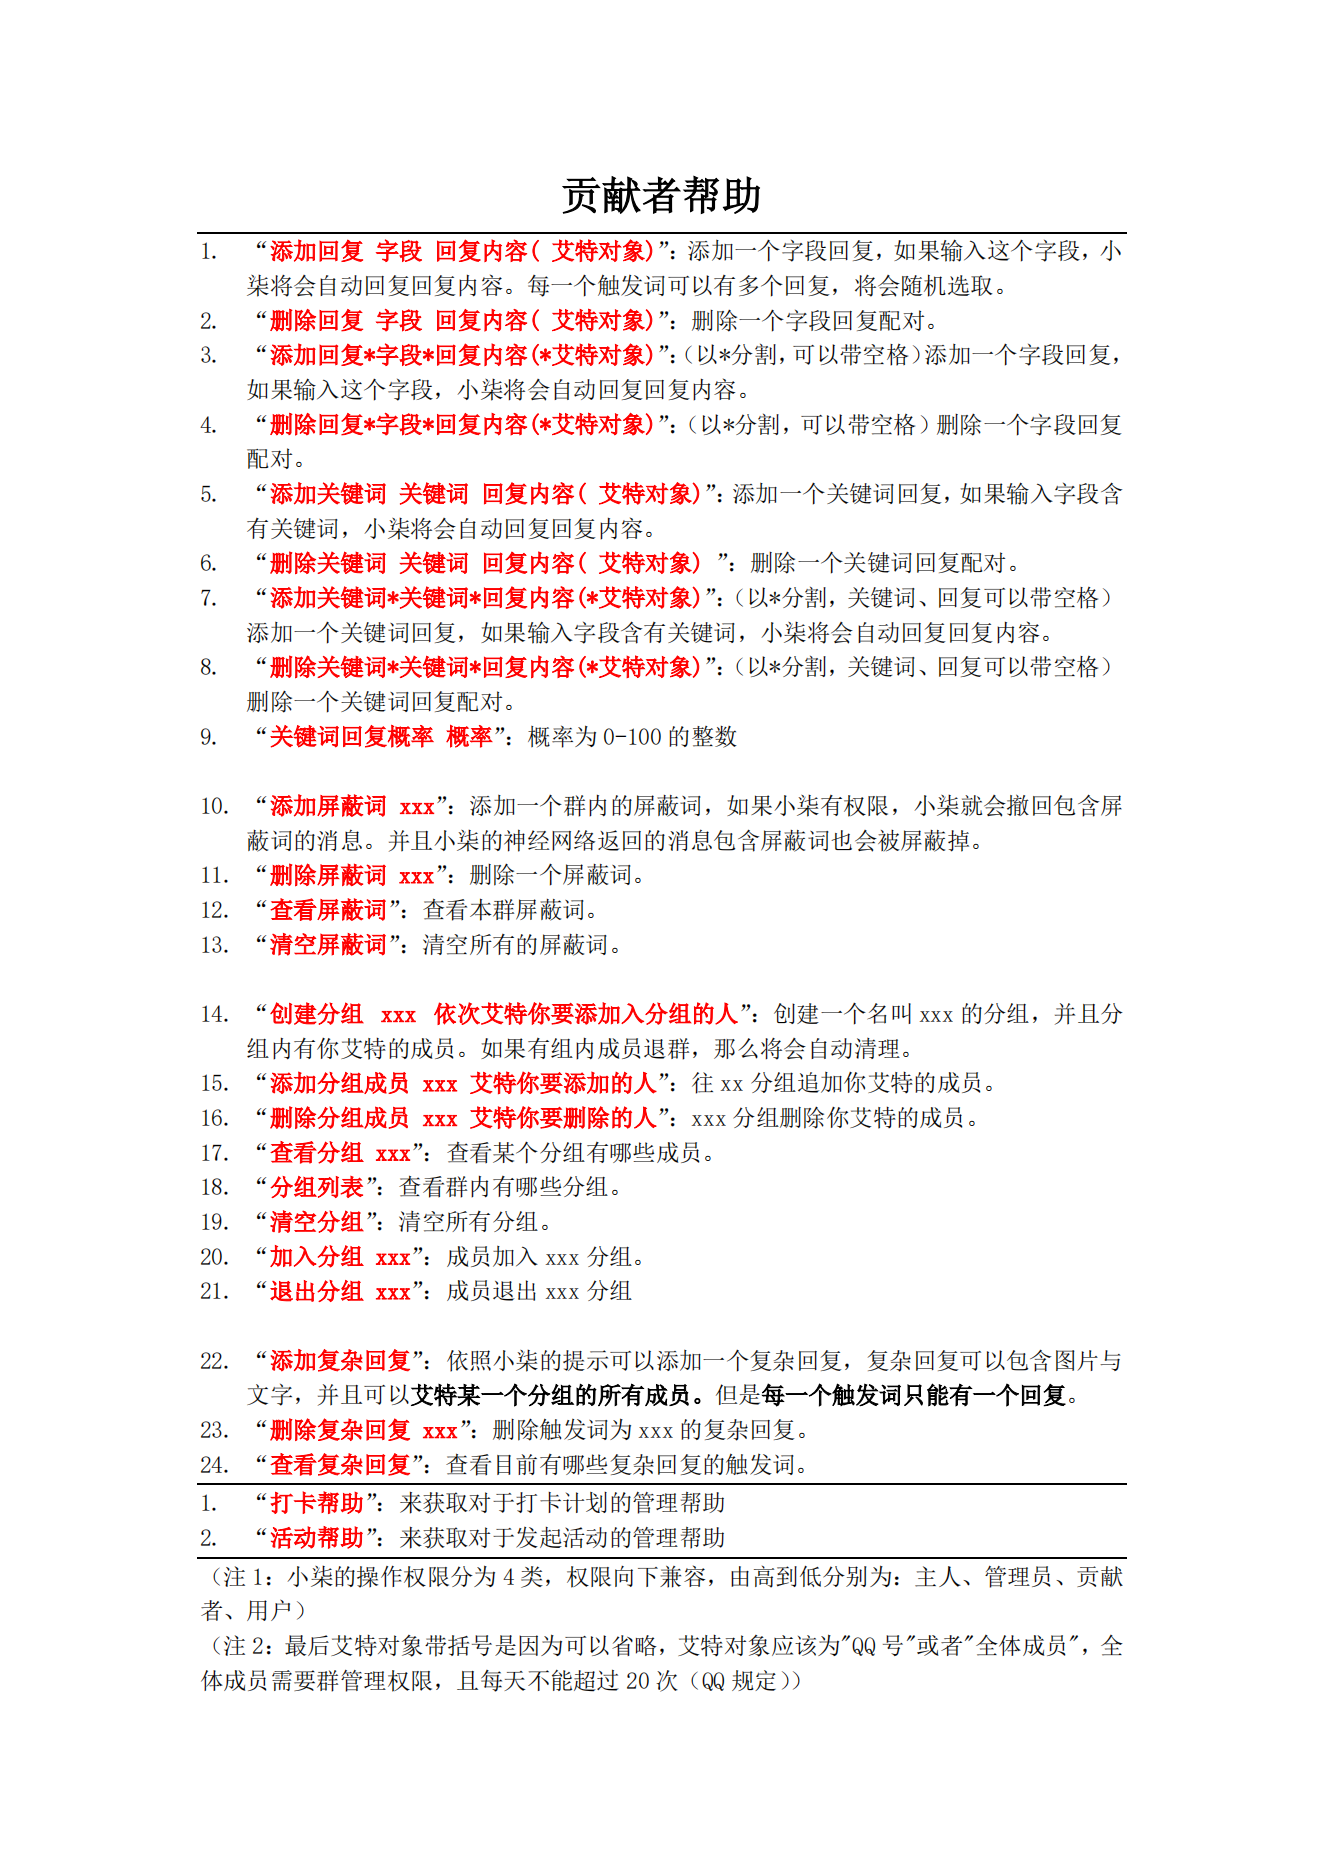 贡献者帮助
1. “添加回复 字段 回复内容( 艾特对象)”：添加一个字段回复，如果输入这个字段，小
柒将会自动回复回复内容。每一个触发词可以有多个回复，将会随机选取。
2. “删除回复 字段 回复内容( 艾特对象)”：删除一个字段回复配对。
3. “添加回复*字段*回复内容(*艾特对象)”：（以*分割，可以带空格）添加一个字段回复，
如果输入这个字段，小柒将会自动回复回复内容。
4. “删除回复*字段*回复内容(*艾特对象)”：（以*分割，可以带空格）删除一个字段回复
配对。
5. “添加关键词 关键词 回复内容( 艾特对象)”：添加一个关键词回复，如果输入字段含
有关键词，小柒将会自动回复回复内容。
6. “删除关键词 关键词 回复内容( 艾特对象) ”：删除一个关键词回复配对。
7. “添加关键词*关键词*回复内容(*艾特对象)”：（以*分割，关键词、回复可以带空格）
添加一个关键词回复，如果输入字段含有关键词，小柒将会自动回复回复内容。
8. “删除关键词*关键词*回复内容(*艾特对象)”：（以*分割，关键词、回复可以带空格）
删除一个关键词回复配对。
9. “关键词回复概率 概率”：概率为 0-100 的整数
10. “添加屏蔽词 xxx”：添加一个群内的屏蔽词，如果小柒有权限，小柒就会撤回包含屏
蔽词的消息。并且小柒的神经网络返回的消息包含屏蔽词也会被屏蔽掉。
11. “删除屏蔽词 xxx”：删除一个屏蔽词。
12. “查看屏蔽词”：查看本群屏蔽词。
13. “清空屏蔽词”：清空所有的屏蔽词。
14. “创建分组 xxx 依次艾特你要添加入分组的人”：创建一个名叫 xxx 的分组，并且分
组内有你艾特的成员。如果有组内成员退群，那么将会自动清理。
15. “添加分组成员 xxx 艾特你要添加的人”：往 xx 分组追加你艾特的成员。
16. “删除分组成员 xxx 艾特你要删除的人”：xxx 分组删除你艾特的成员。
17. “查看分组 xxx”：查看某个分组有哪些成员。
18. “分组列表”：查看群内有哪些分组。
19. “清空分组”：清空所有分组。
20. “加入分组 xxx”：成员加入 xxx 分组。
21. “退出分组 xxx”：成员退出 xxx 分组
22. “添加复杂回复”：依照小柒的提示可以添加一个复杂回复，复杂回复可以包含图片与
文字，并且可以艾特某一个分组的所有成员。但是每一个触发词只能有一个回复。
23. “删除复杂回复 xxx”：删除触发词为 xxx 的复杂回复。
24. “查看复杂回复”：查看目前有哪些复杂回复的触发词。
1. “打卡帮助”：来获取对于打卡计划的管理帮助
2. “活动帮助”：来获取对于发起活动的管理帮助
（注 1：小柒的操作权限分为 4 类，权限向下兼容，由高到低分别为：主人、管理员、贡献
者、用户）
（注 2：最后艾特对象带括号是因为可以省略，艾特对象应该为"QQ 号"或者"全体成员"，全
体成员需要群管理权限，且每天不能超过 20 次（QQ 规定））